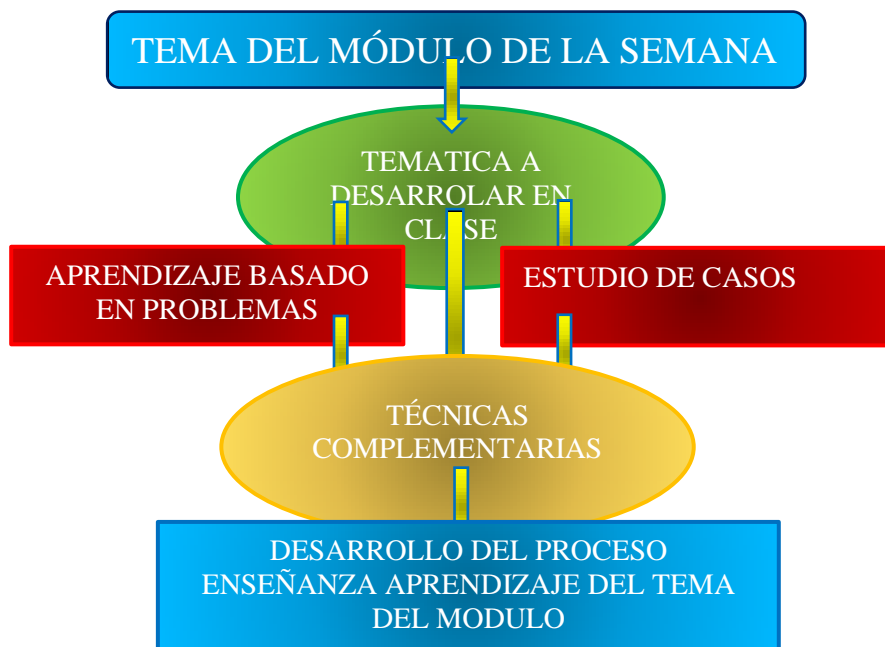 TEMA DEL MÓDULO DE LA SEMANA
TEMATICA A
DESARROLAR EN
CLASE
APRENDIZAJE BASADO
EN PROBLEMAS
ESTUDIO DE CASOS
TÉCNICAS
COMPLEMENTARIAS
DESARROLLO DEL PROCESO
ENSEÑANZA APRENDIZAJE DEL TEMA
DEL MODULO